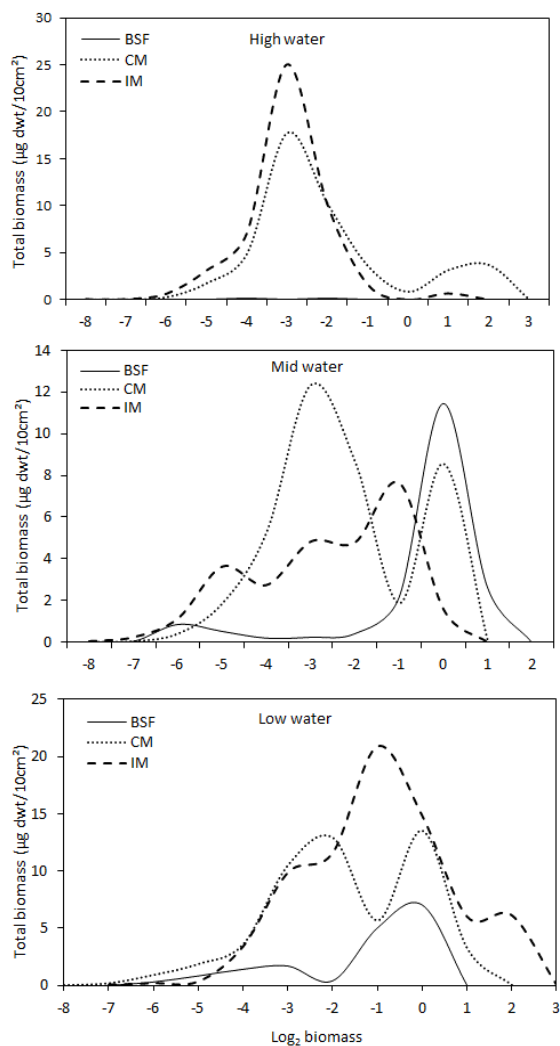 High water
BSF
CM
IM
Total biomass (µg dwt/10cm²)
30
25
20
15
10
5
0
-8 -7 -6 -5 -4 -3 -2 -1 0 1 2 3
Mid water
BSF
CM
IM
Total biomass (µg dwt/10cm²)
14
12
10
8
6
4
2
0
-8 -7 -6 -5 -4 -3 -2 -1 0 1 2
Low water
BSF
CM
IM
Total biomass (µg dwt/10cm²)
25
20
15
10
5
0
-8 -7 -6 -5 -4 -3 -2 -1 0 1 2 3
Log₂ biomass